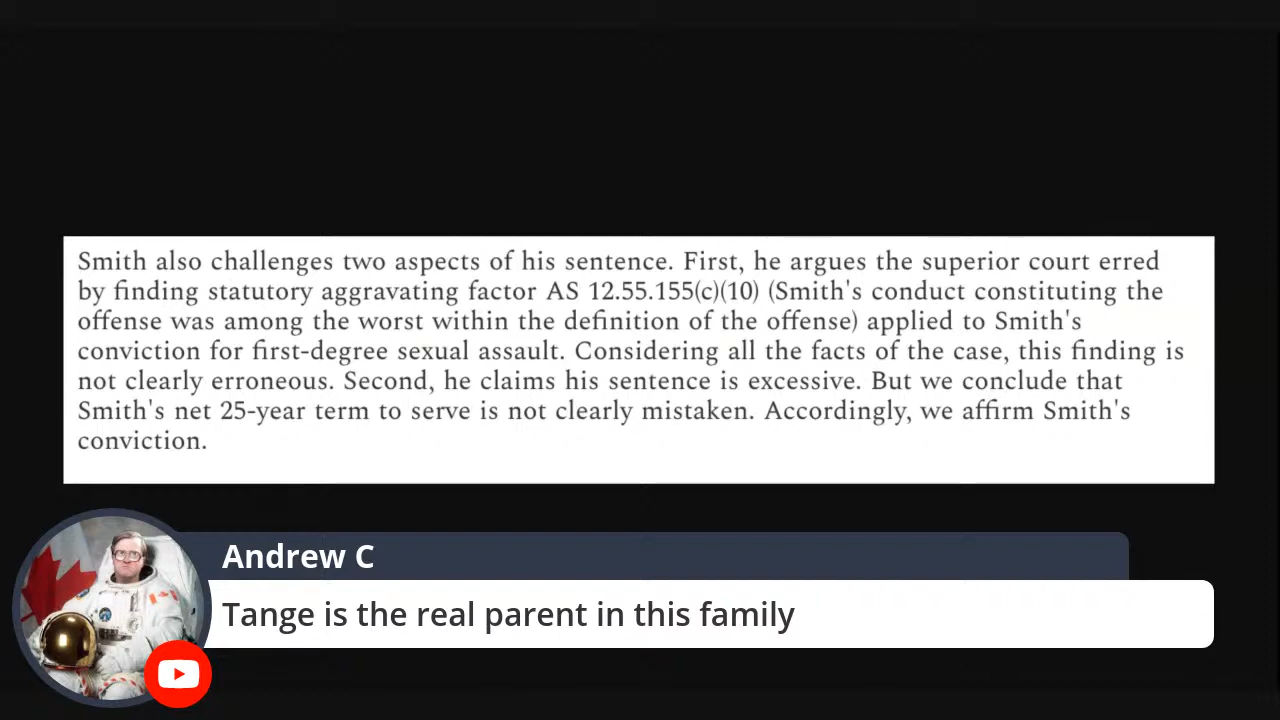 Smith also challenges two aspects of his sentence. First, he argues the superior court erred
by finding statutory aggravating factor AS 12.55.155(c)(10) (Smith's conduct constituting the
offense was among the worst within the definition of the offense) applied to Smith's
conviction for first-degree sexual assault. Considering all the facts of the case, this finding is
not clearly erroneous. Second, he claims his sentence is excessive. But we conclude that
Smith's net 25-year term to serve is not clearly mistaken. Accordingly, we affirm Smith's
conviction.
Andrew C
Tange is the real parent in this family